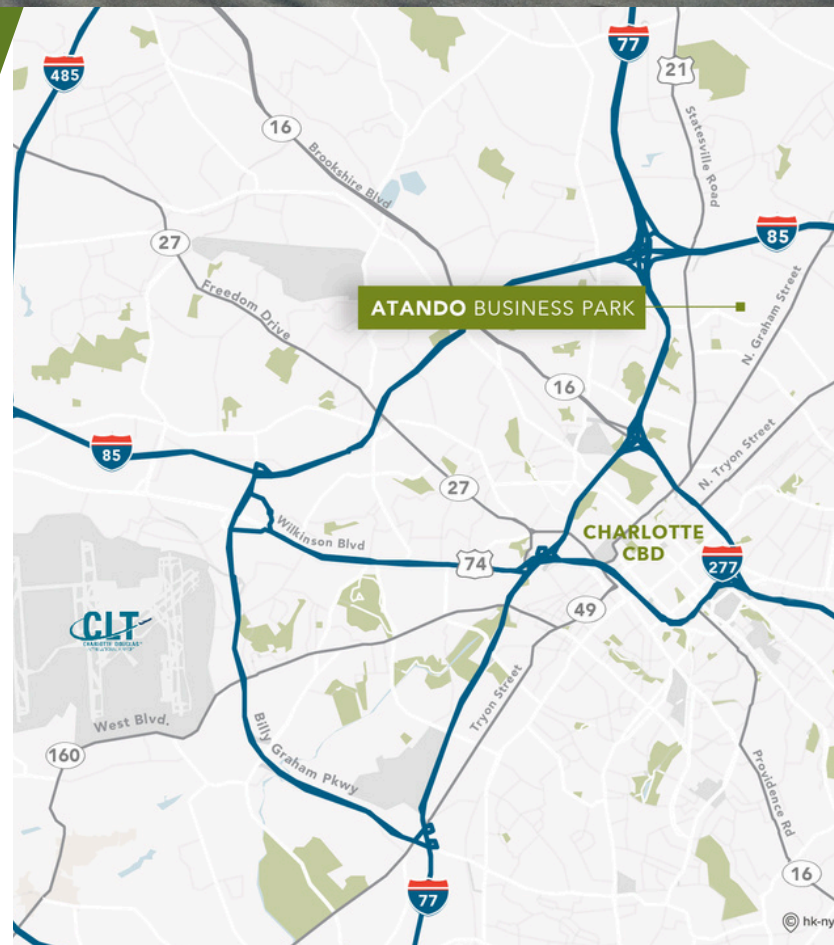 485
77
21
16
Brookshire Blvd
Statesville Road
27
85
Freedom Drive
ATANDO BUSINESS PARK
N. Graham Street
16
85
27
N. Tryon Street
Wilkinson Blvd
CHARLOTTE
CBD
74
277
49
CLT
CHARLOTTE DOUGLAS
Tryon Street
West Blvd.
160
Billy Graham Pkwy
Providence Rd
16
77
hk-ny